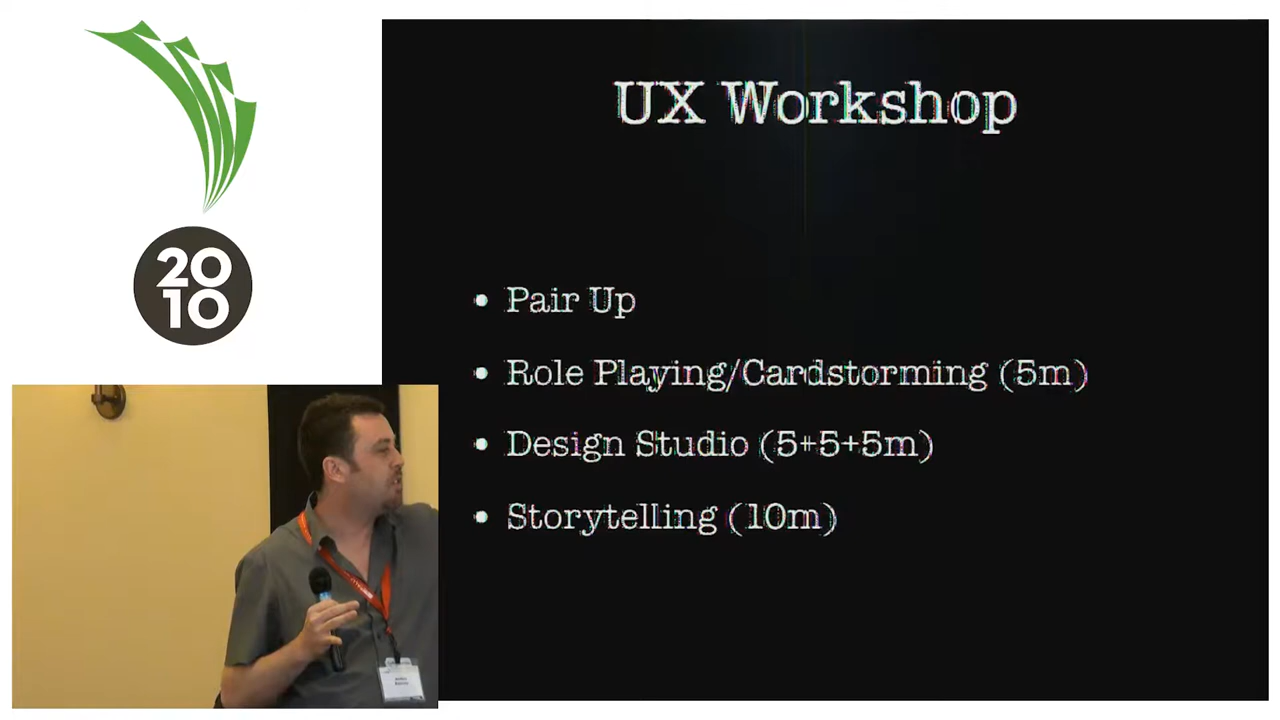 20
10
UX Workshop
• Pair Up
• Role Playing/Cardstorming (5m)
• Design Studio (5+5+5m)
• Storytelling (10m)